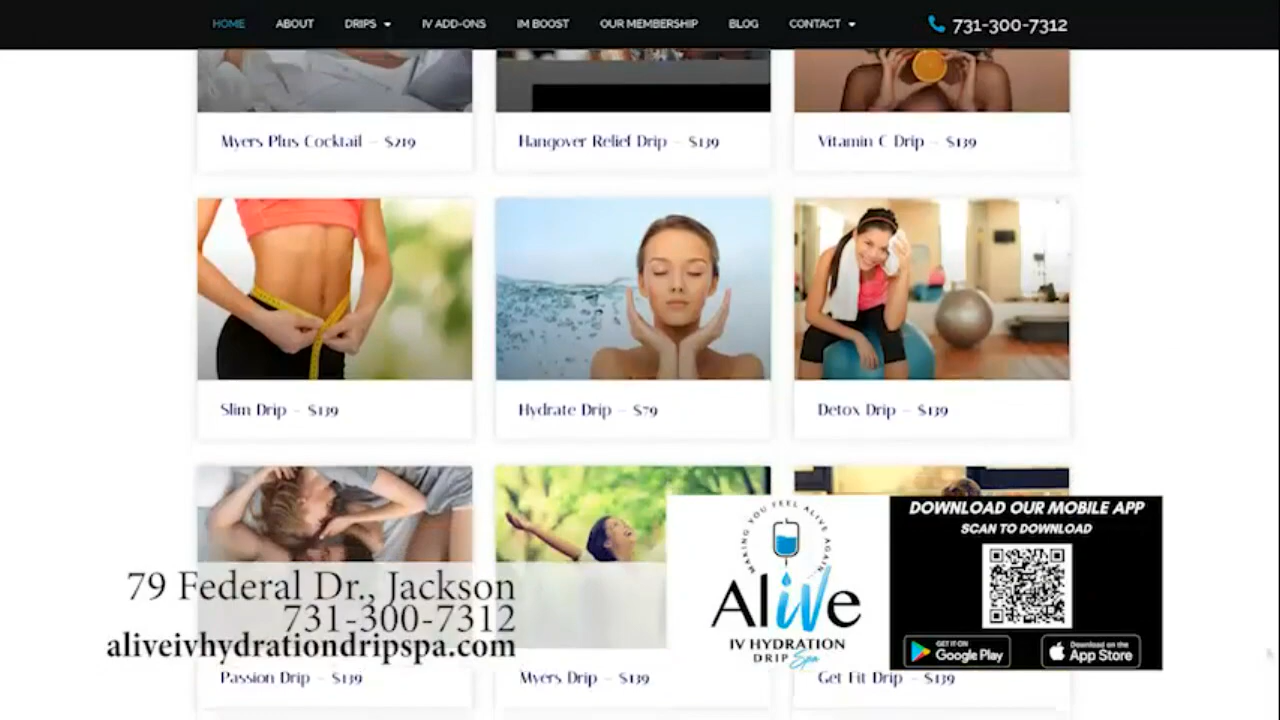 HOME ABOUT DRIPS IV ADD-ONS IM BOOST OUR MEMBERSHIP BLOG CONTACT 731-300-7312
Myers Plus Cocktail – $219
Hangover Relief Drip – $139
Vitamin C Drip – $139
Slim Drip – $139
Hydrate Drip – $79
Detox Drip – $139
79 Federal Dr., Jackson
731-300-7312
aliveivhydrationdripspa.com
MAKING YOU FEEL ALIVE AGAIN
Alive
IV HYDRATION
DRIP Spa
DOWNLOAD OUR MOBILE APP
SCAN TO DOWNLOAD
GET IT ON
Google Play
Download on the
App Store
Passion Drip – $139
Myers Drip – $139
Get Fit Drip – $139